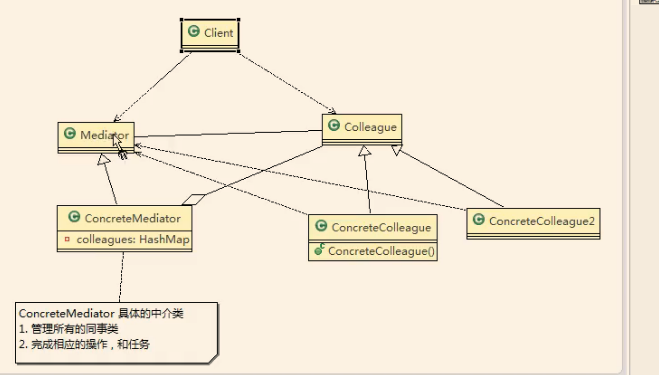 Client
Mediator
Colleague
ConcreteMediator
colleagues: HashMap
ConcreteColleague
ConcreteColleague()
ConcreteColleague2
ConcreteMediator 具体的中介类
1. 管理所有的同事类
2. 完成相应的操作，和任务